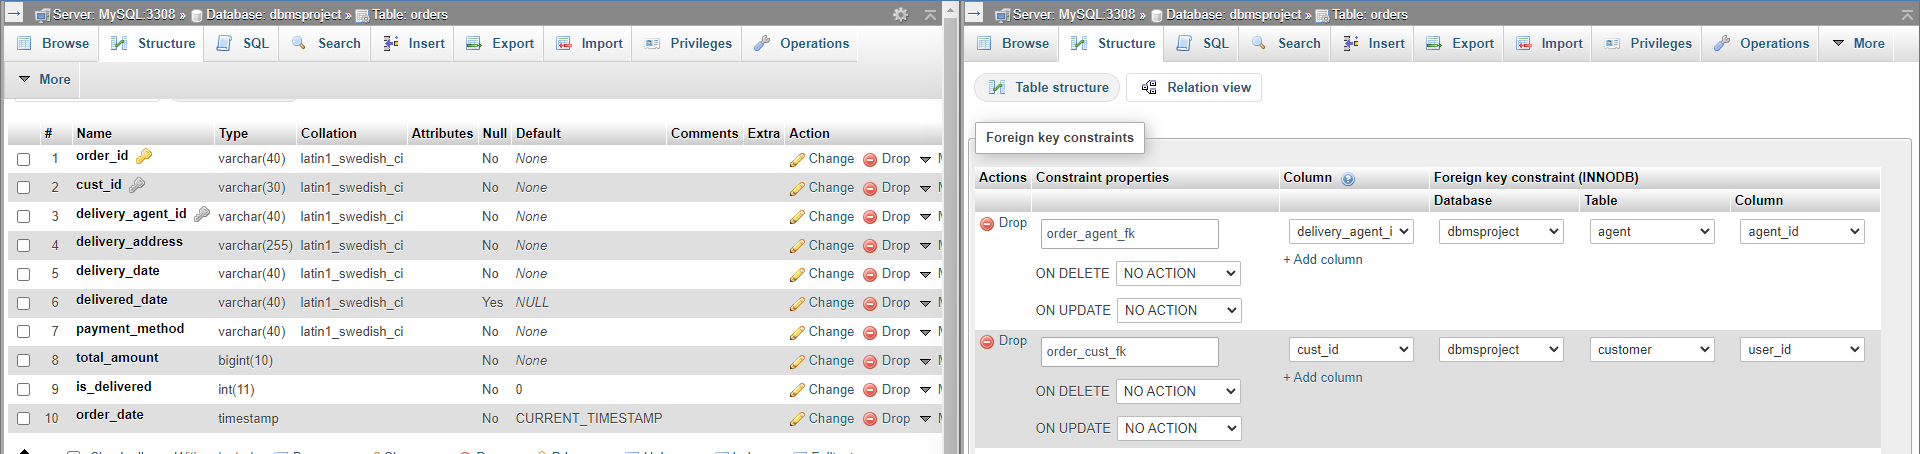 Server: MySQL:3308 » Database: dbmsproject » Table: orders
Browse Structure SQL Search Insert Export Import Privileges Operations
More
# Name Type Collation Attributes Null Default Comments Extra Action
1 order_id varchar(40) latin1_swedish_ci No None Change Drop
2 cust_id varchar(30) latin1_swedish_ci No None Change Drop
3 delivery_agent_id varchar(40) latin1_swedish_ci No None Change Drop
4 delivery_address varchar(255) latin1_swedish_ci No None Change Drop
5 delivery_date varchar(40) latin1_swedish_ci No None Change Drop
6 delivered_date varchar(40) latin1_swedish_ci Yes NULL Change Drop
7 payment_method varchar(40) latin1_swedish_ci No None Change Drop
8 total_amount bigint(10) No None Change Drop
9 is_delivered int(11) No 0 Change Drop
10 order_date timestamp No CURRENT_TIMESTAMP Change Drop
Server: MySQL:3308 » Database: dbmsproject » Table: orders
Browse Structure SQL Search Insert Export Import Privileges Operations More
Table structure Relation view
Foreign key constraints
Actions Constraint properties Column Foreign key constraint (INNODB)
Database Table Column
Drop order_agent_fk delivery_agent_i dbmsproject agent agent_id
+ Add column
ON DELETE NO ACTION
ON UPDATE NO ACTION
Drop order_cust_fk cust_id dbmsproject customer user_id
+ Add column
ON DELETE NO ACTION
ON UPDATE NO ACTION